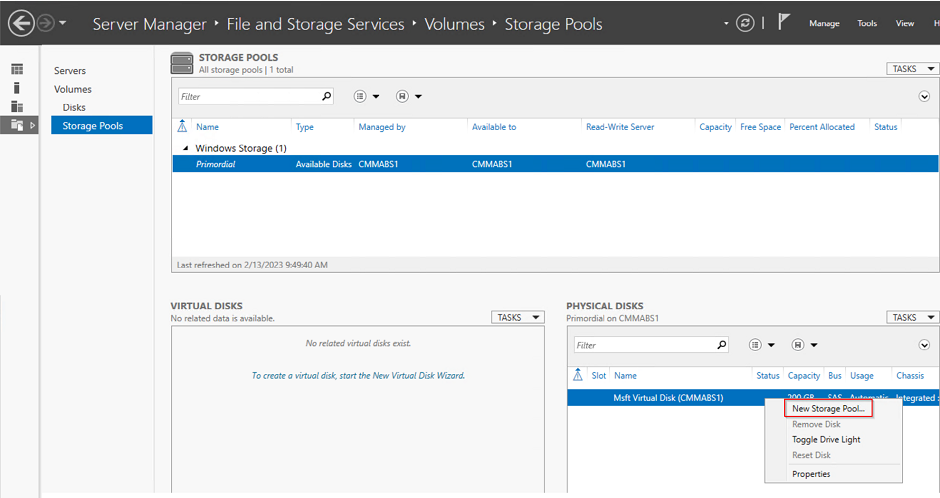 Server Manager ▸ File and Storage Services ▸ Volumes ▸ Storage Pools
Manage Tools View H
Servers
Volumes
Disks
Storage Pools
STORAGE POOLS
All storage pools | 1 total
TASKS
Filter
Name Type Managed by Available to Read-Write Server Capacity Free Space Percent Allocated Status
Windows Storage (1)
Primordial Available Disks CMMABS1 CMMABS1 CMMABS1
Last refreshed on 2/13/2023 9:49:40 AM
VIRTUAL DISKS
No related data is available.
TASKS
No related virtual disks exist.
To create a virtual disk, start the New Virtual Disk Wizard.
PHYSICAL DISKS
Primordial on CMMABS1
TASKS
Filter
Slot Name Status Capacity Bus Usage Chassis
Msft Virtual Disk (CMMABS1) 200 GB SAS Automatic Integrated :
New Storage Pool...
Remove Disk
Toggle Drive Light
Reset Disk
Properties